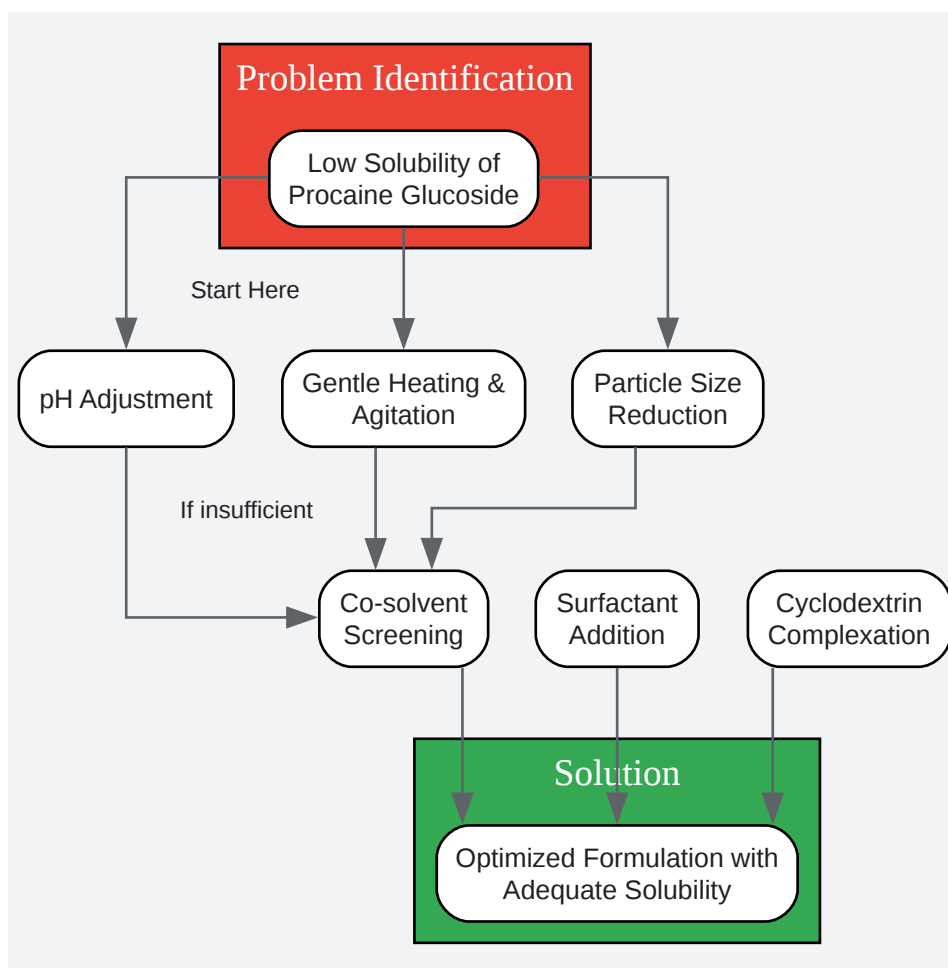 Problem Identification
Low Solubility of
Procaine Glucoside
Start Here
pH Adjustment
Gentle Heating &
Agitation
Particle Size
Reduction
If insufficient
Co-solvent
Screening
Surfactant
Addition
Cyclodextrin
Complexation
Solution
Optimized Formulation with
Adequate Solubility